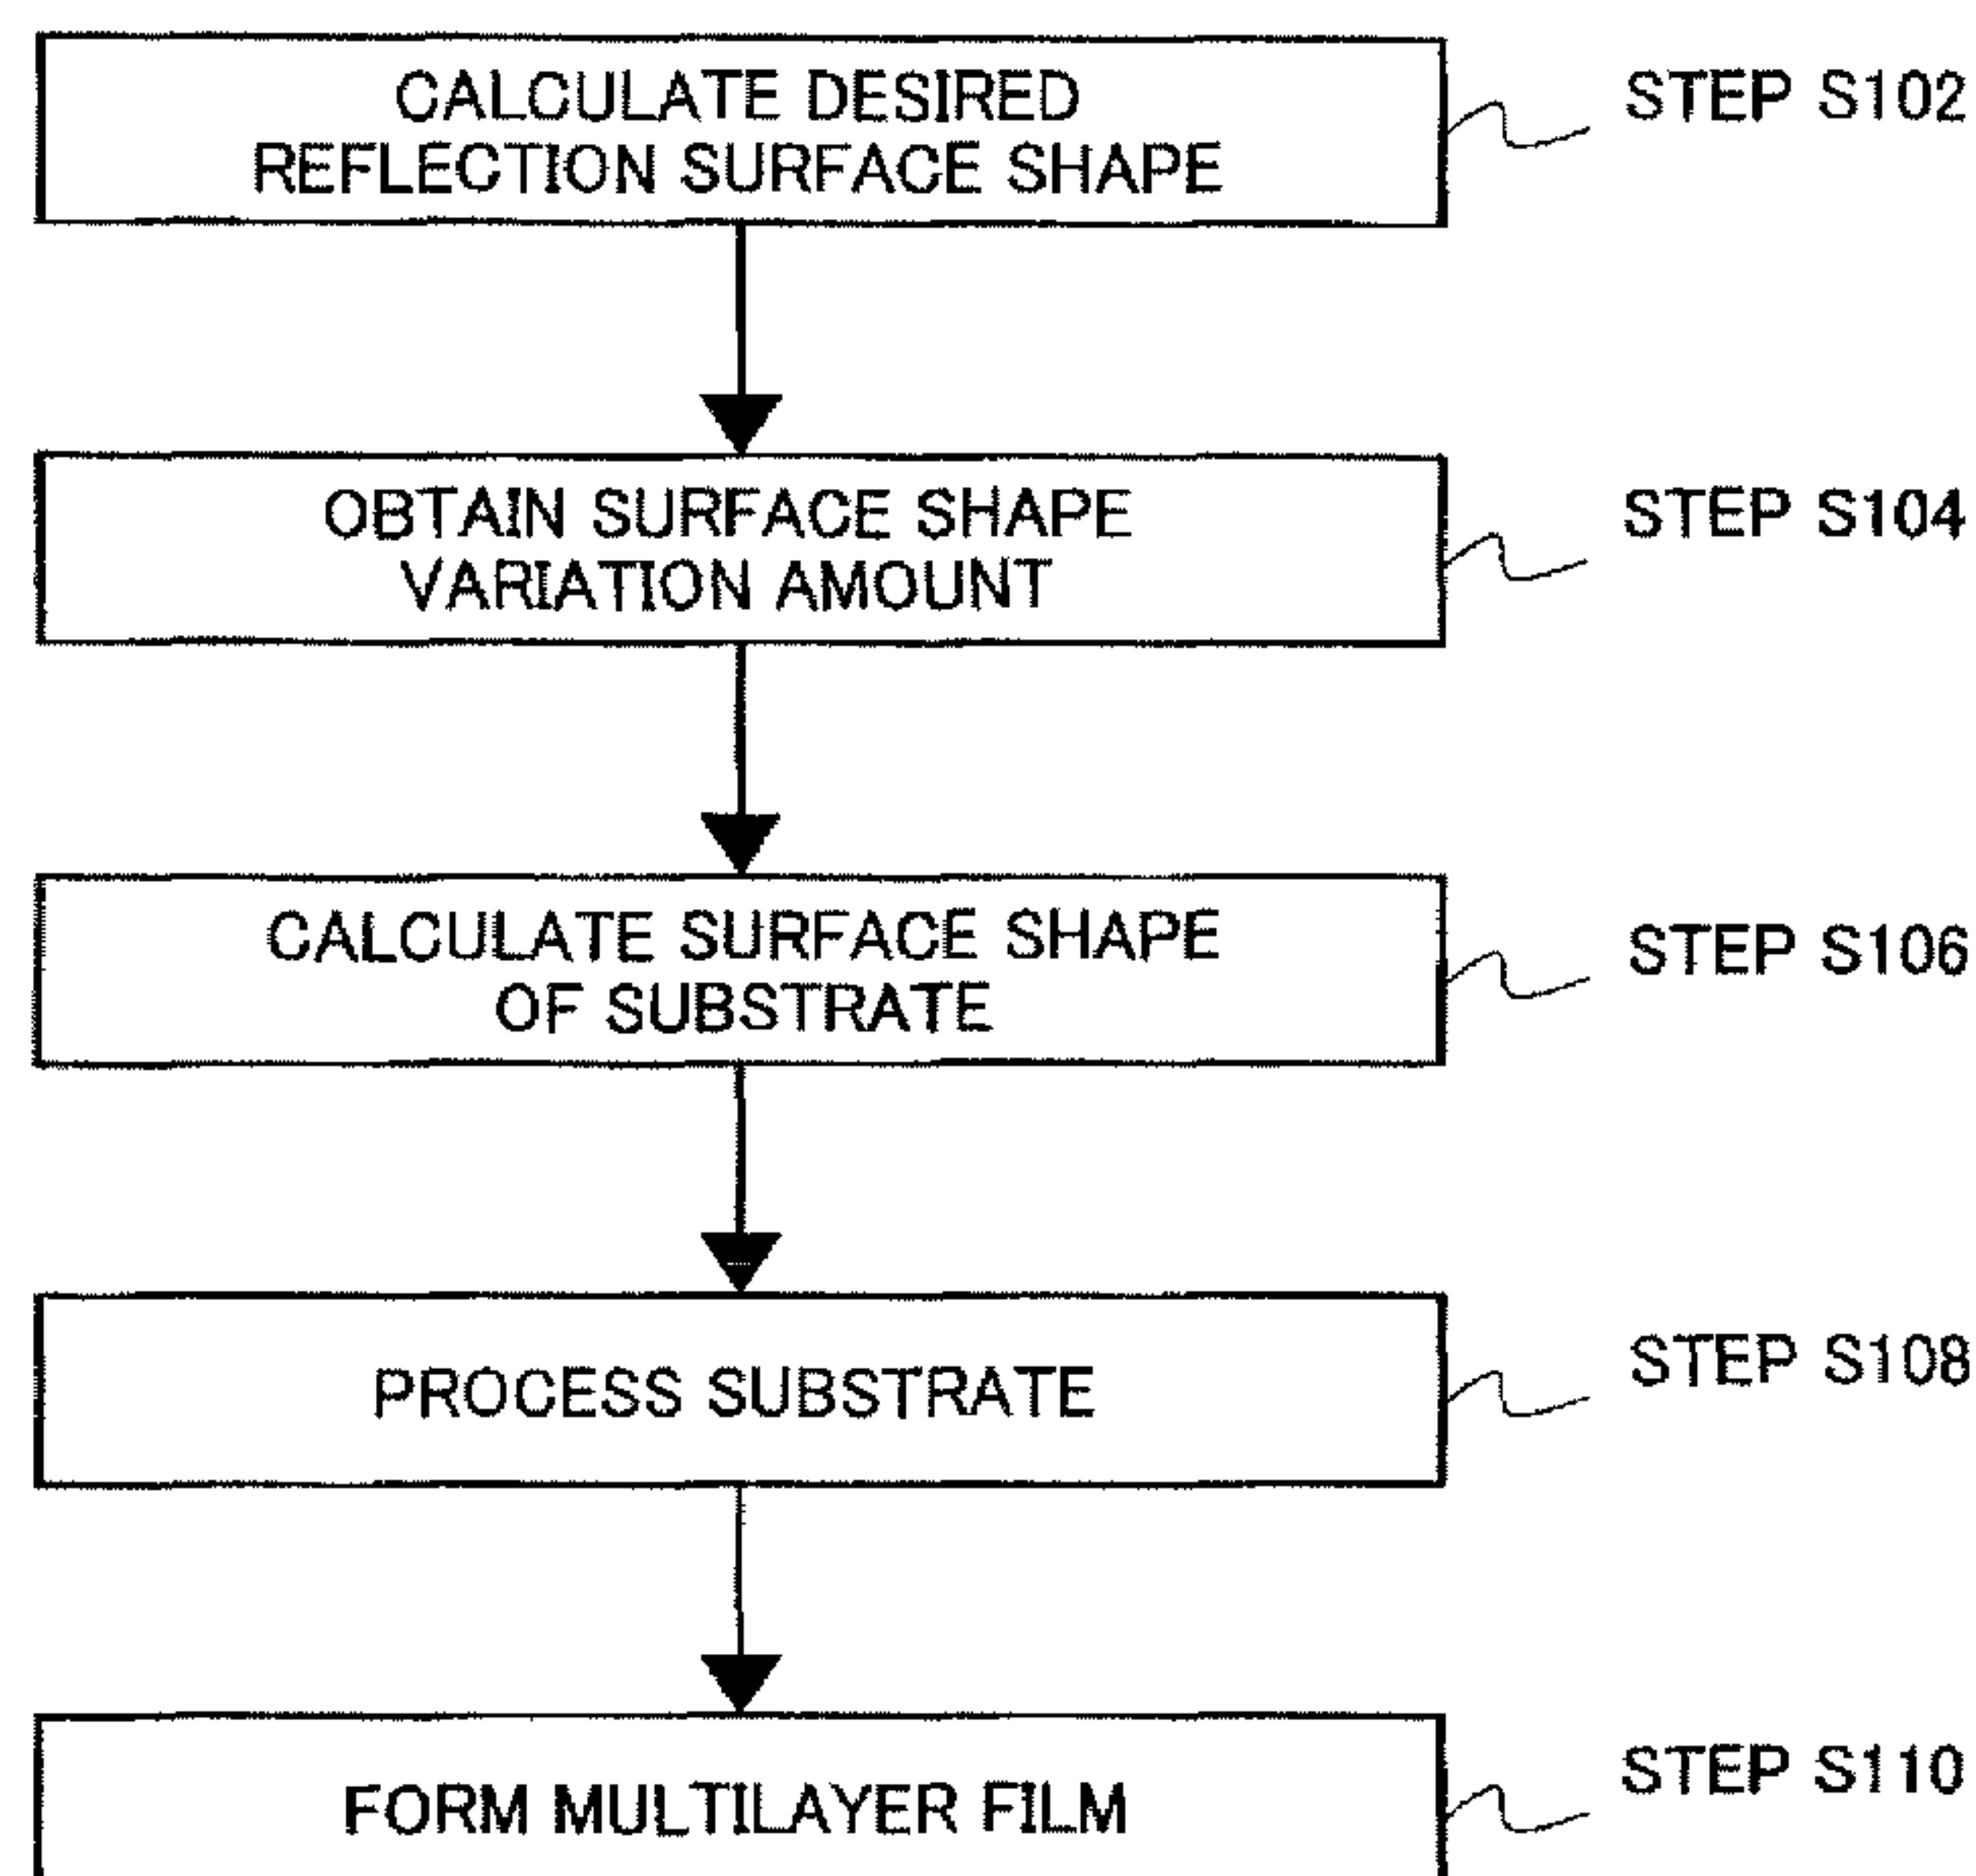 CALCULATE DESIRED
REFLECTION SURFACE SHAPE
STEP S102
OBTAIN SURFACE SHAPE
VARIATION AMOUNT
STEP S104
CALCULATE SURFACE SHAPE
OF SUBSTRATE
STEP S106
PROCESS SUBSTRATE
STEP S108
FORM MULTILAYER FILM
STEP S110